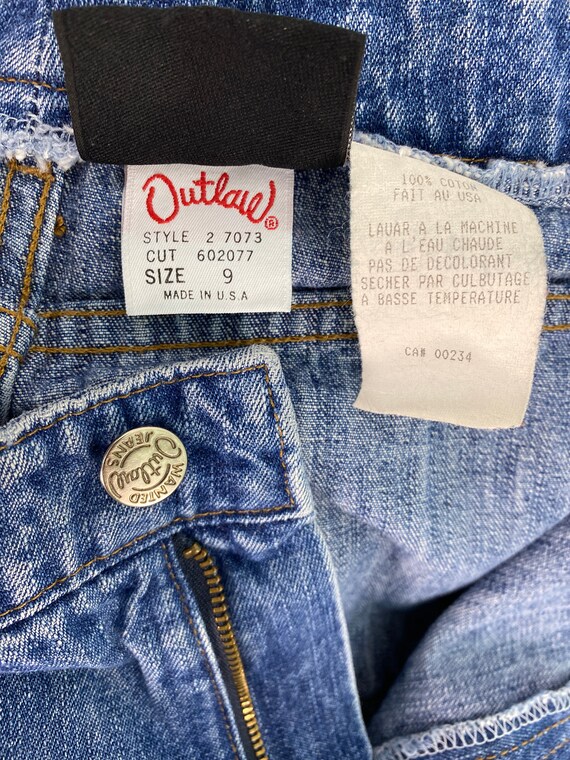 Outlaw ®
STYLE 2 7073
CUT 602077
SIZE 9
MADE IN U.S.A
100% COTON
FAIT AU USA
LAVAR A LA MACHINE
A L'EAU CHAUDE
PAS DE DECOLORANT
SECHER PAR CULBUTAGE
A BASSE TEMPERATURE
CA# 00234
WANTED
Outlaw
JEANS